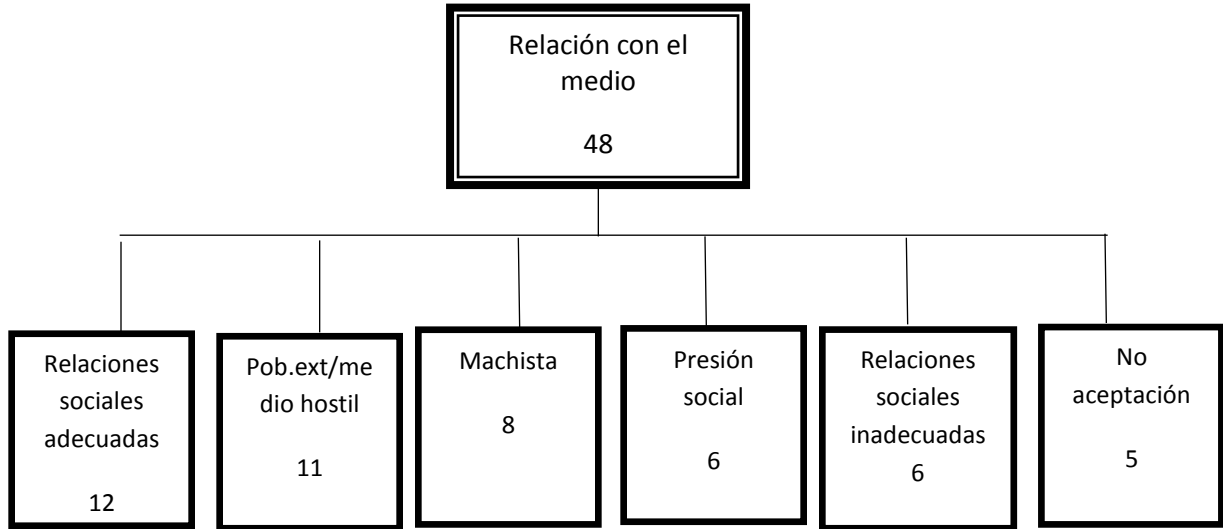 Relación con el
medio
48
Relaciones
sociales
adecuadas
12
Pob.ext/me
dio hostil
11
Machista
8
Presión
social
6
Relaciones
sociales
inadecuadas
6
No
aceptación
5